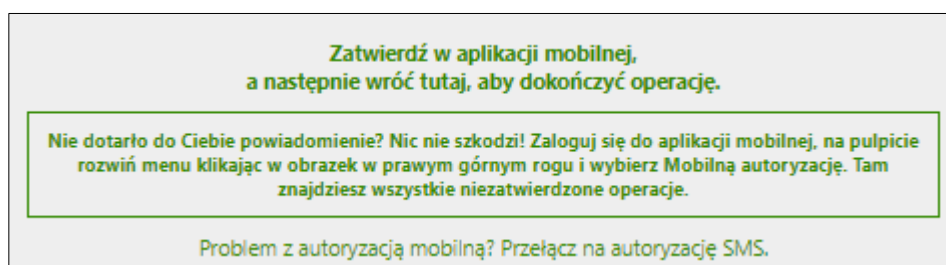 Zatwierdź w aplikacji mobilnej,
a następnie wróć tutaj, aby dokończyć operację.
Nie dotarło do Ciebie powiadomienie? Nic nie szkodzi! Zaloguj się do aplikacji mobilnej, na pulpicie
rozwiń menu klikając w obrazek w prawym górnym rogu i wybierz Mobilną autoryzację. Tam
znajdziesz wszystkie niezatwierdzone operacje.
Problem z autoryzacją mobilną? Przełącz na autoryzację SMS.